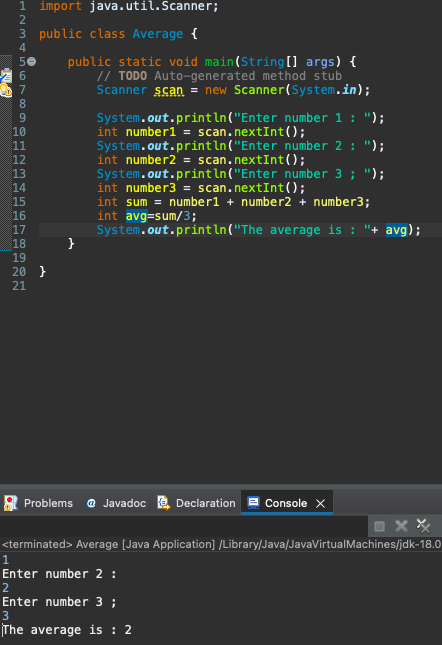 1 import java.util.Scanner;
2
3 public class Average {
4
5 public static void main(String[] args) {
6 // TODO Auto-generated method stub
7 Scanner scan = new Scanner(System.in);
8
9 System.out.println("Enter number 1 : ");
10 int number1 = scan.nextInt();
11 System.out.println("Enter number 2 : ");
12 int number2 = scan.nextInt();
13 System.out.println("Enter number 3 ; ");
14 int number3 = scan.nextInt();
15 int sum = number1 + number2 + number3;
16 int avg=sum/3;
17 System.out.println("The average is : "+ avg);
18 }
19
20 }
21
Problems @ Javadoc Declaration Console
<terminated> Average [Java Application] /Library/Java/JavaVirtualMachines/jdk-18.0
1
Enter number 2 :
2
Enter number 3 ;
3
The average is : 2